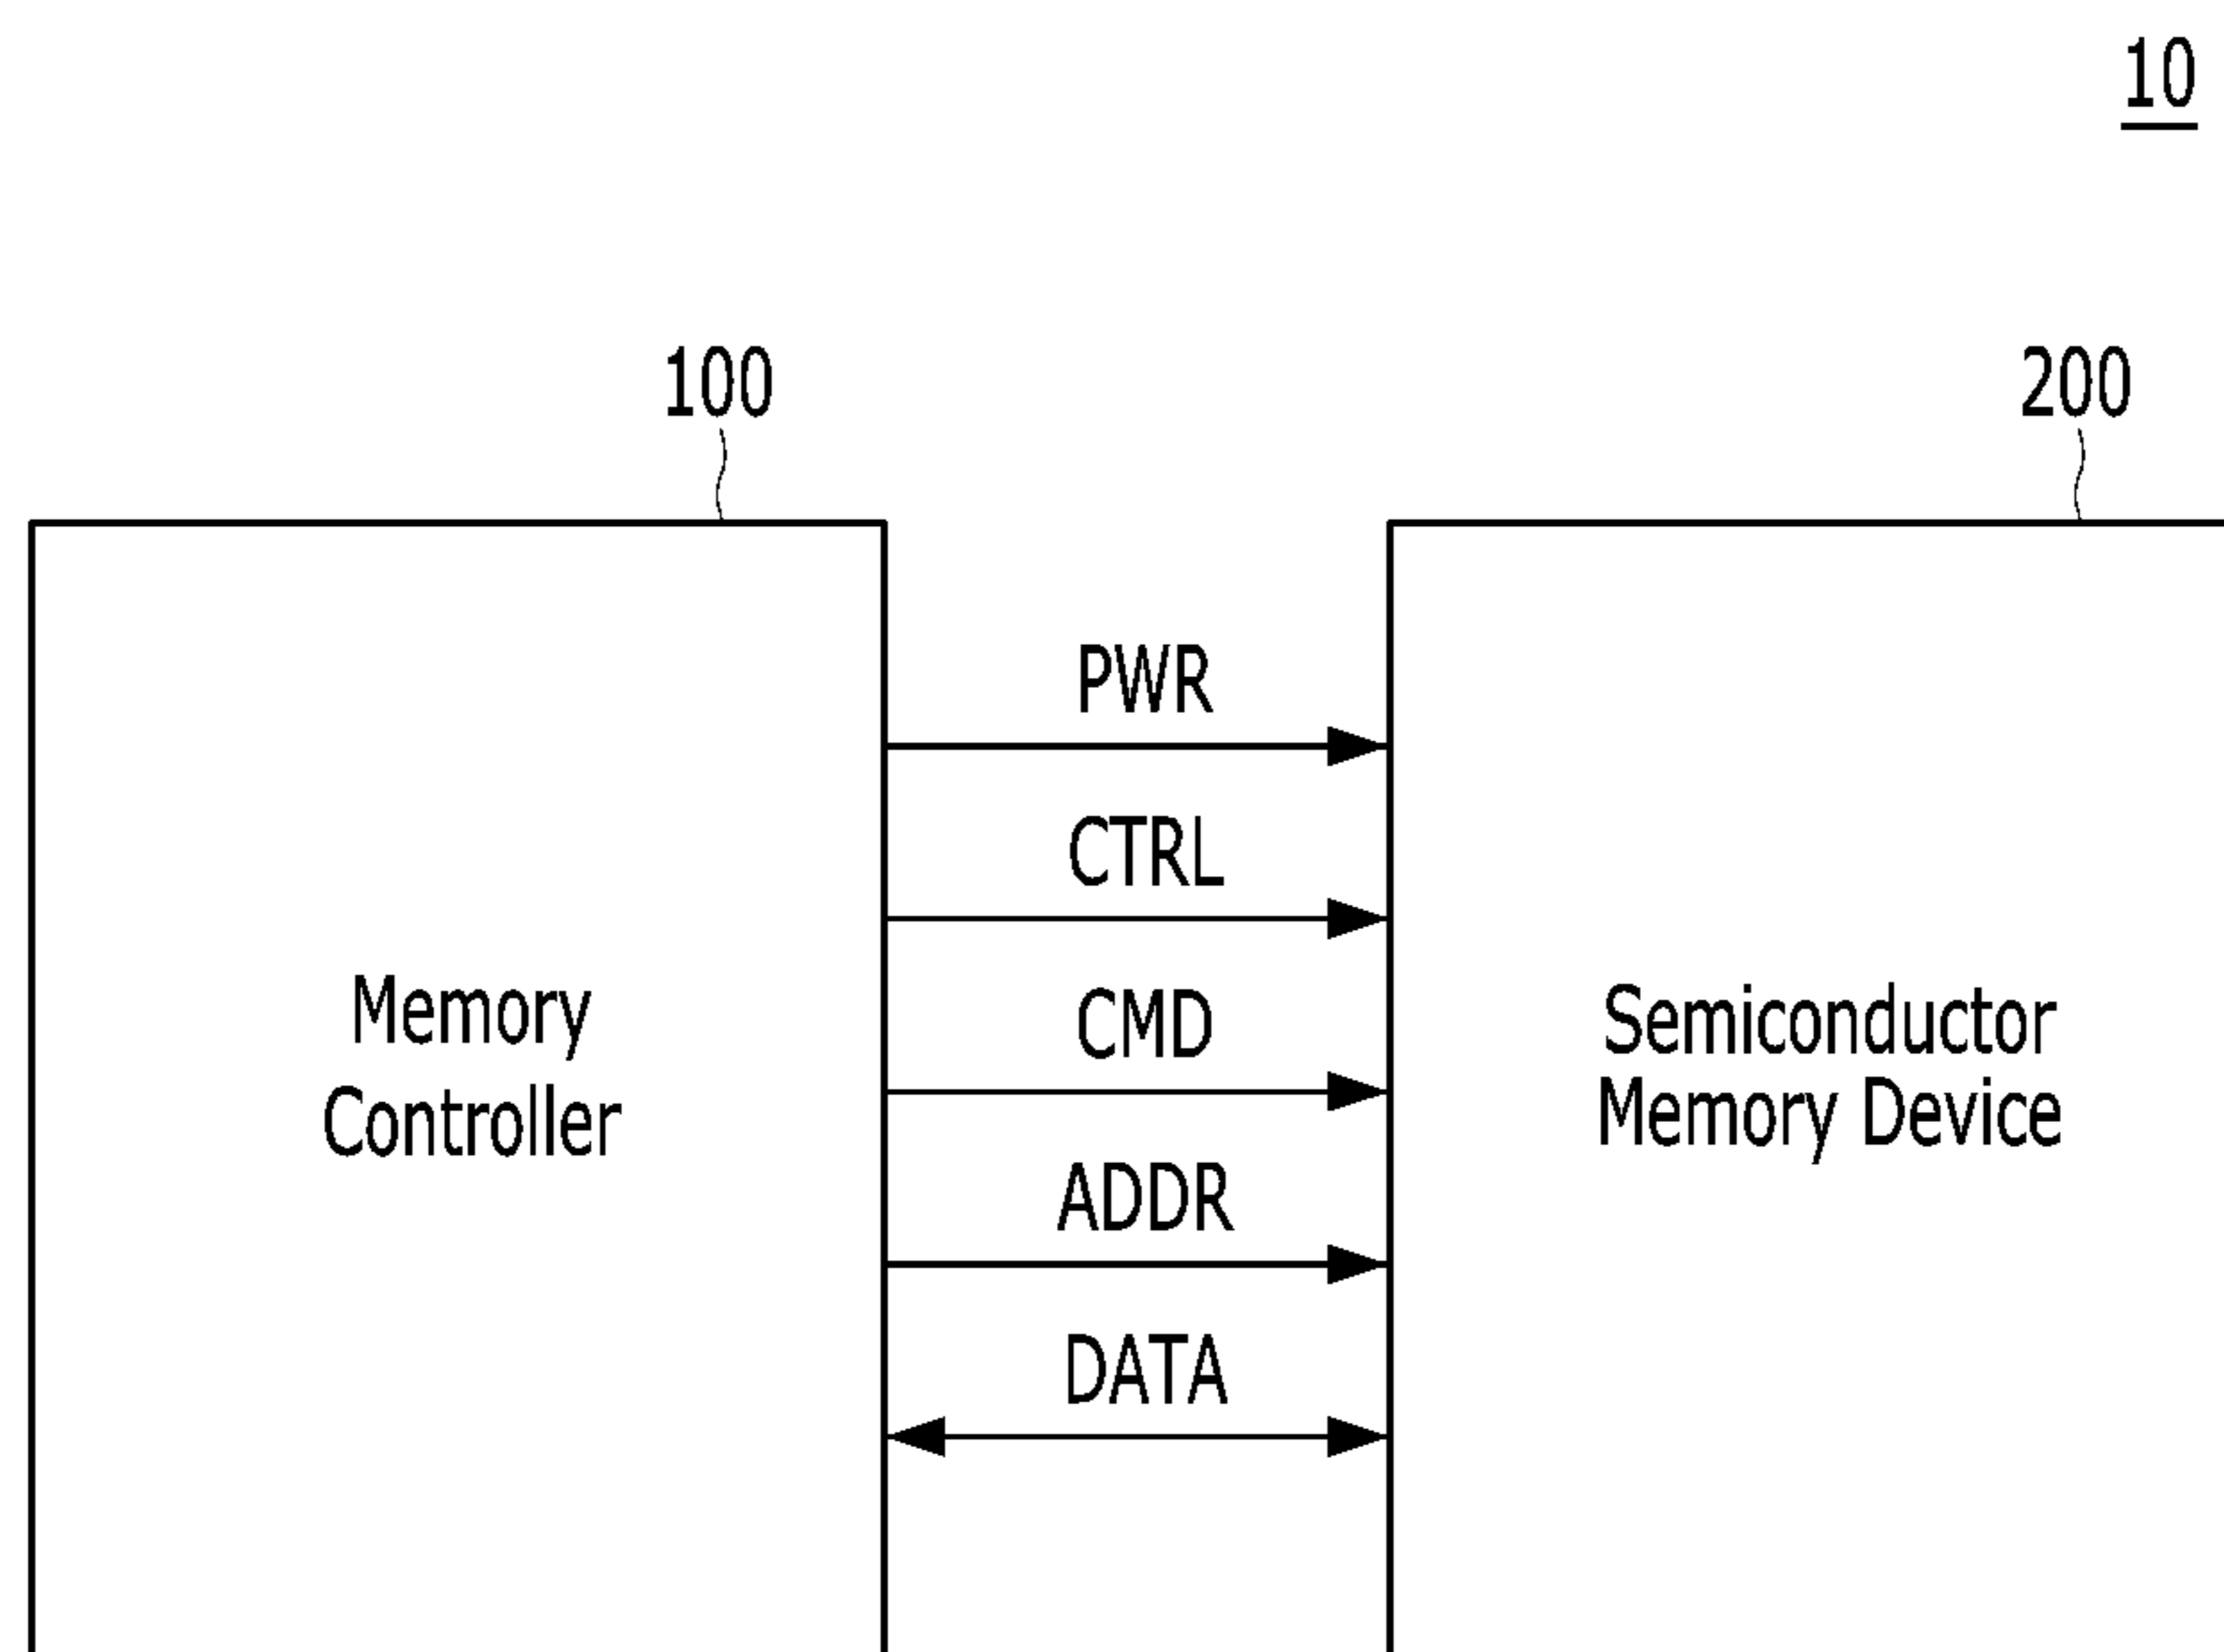 10
100
200
PWR
CTRL
CMD
ADDR
DATA
Memory
Controller
Semiconductor
Memory Device